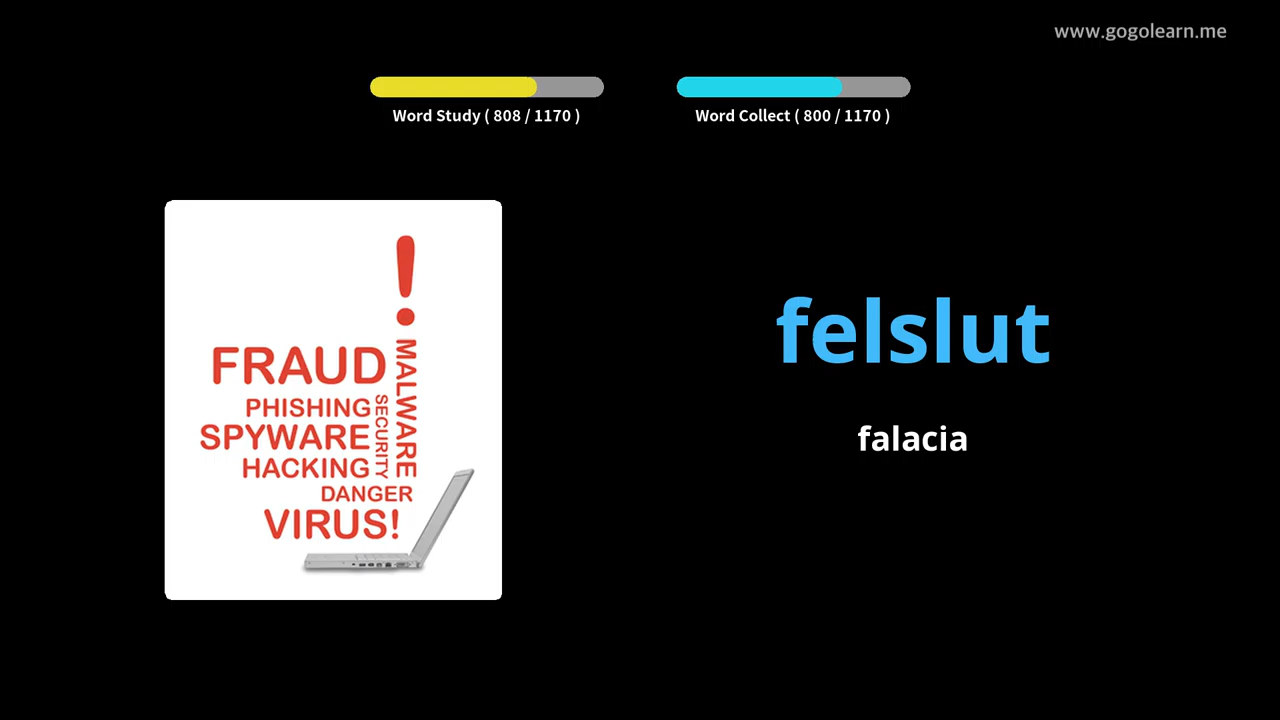 www.gogolearn.me
Word Study ( 808 / 1170 )
Word Collect ( 800 / 1170 )
!
FRAUD
MALWARE
PHISHING
SECURITY
SPYWARE
HACKING
DANGER
VIRUS!
felslut
falacia